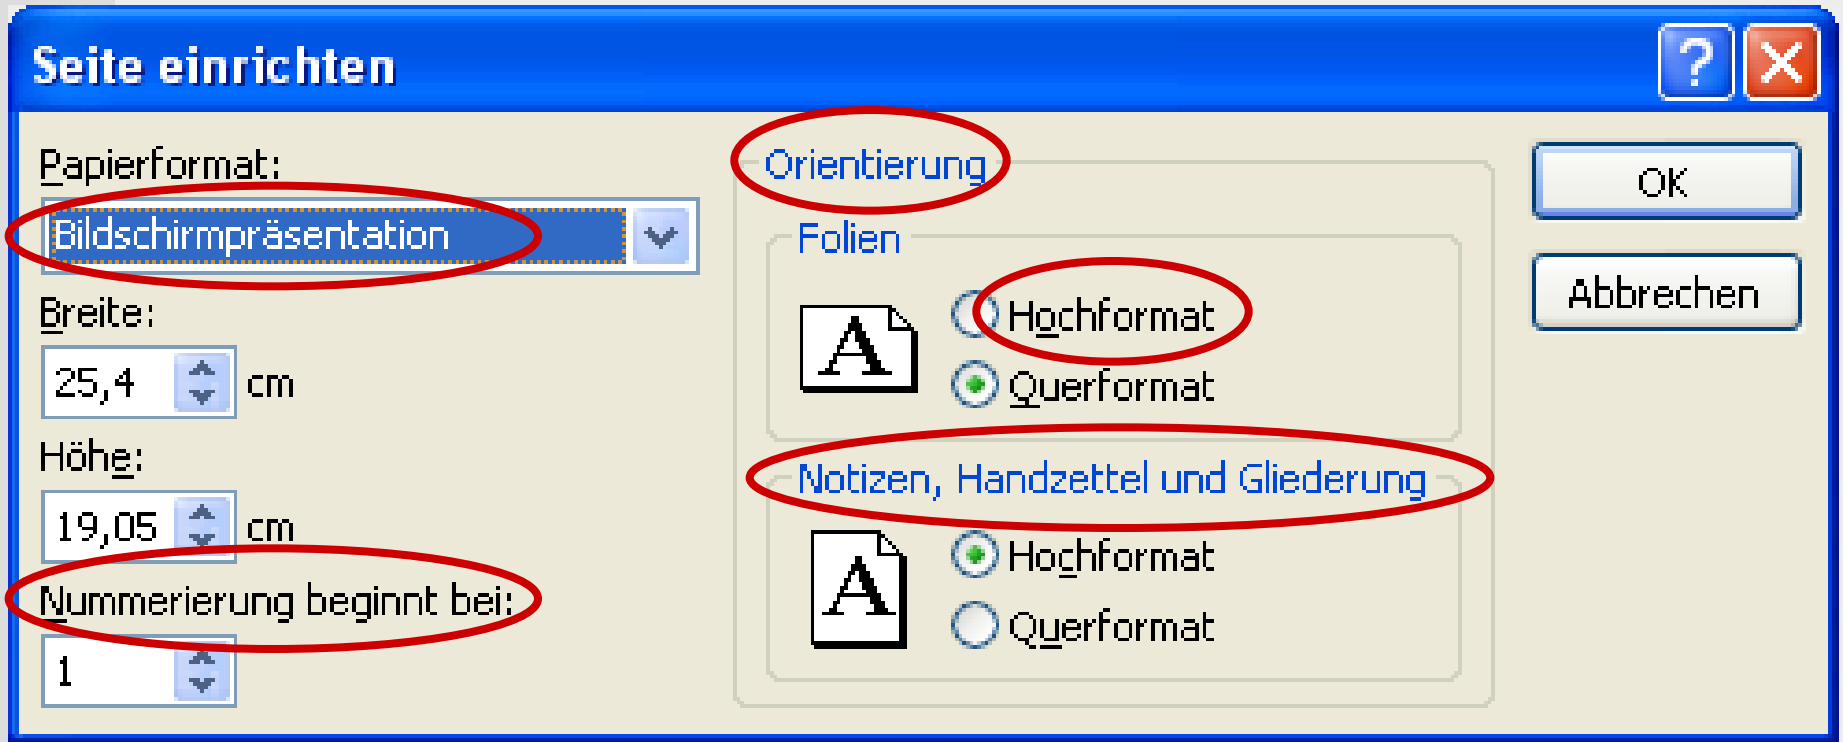 Seite einrichten
Papierformat:
Bildschirmpräsentation
Breite:
25,4 cm
Höhe:
19,05 cm
Nummerierung beginnt bei:
1
Orientierung
Folien
A
Hochformat
Querformat
Notizen, Handzettel und Gliederung
A
Hochformat
Querformat
?
OK
Abbrechen